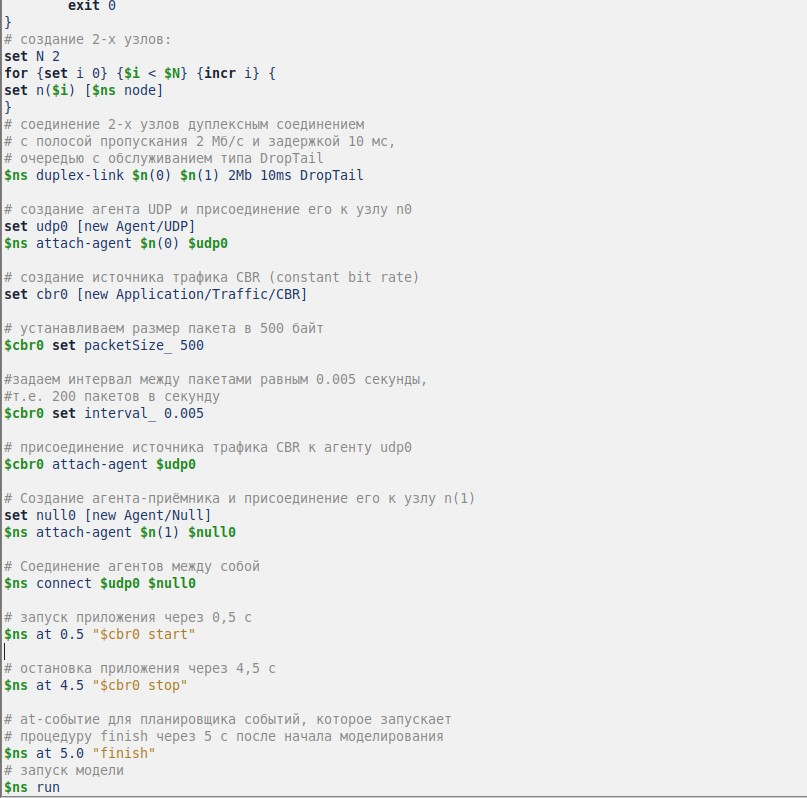 exit 0
}
# создание 2-х узлов:
set N 2
for {set i 0} {$i < $N} {incr i} {
set n($i) [$ns node]
}
# соединение 2-х узлов дуплексным соединением
# с полосой пропускания 2 Мб/с и задержкой 10 мс,
# очередью с обслуживанием типа DropTail
$ns duplex-link $n(0) $n(1) 2Mb 10ms DropTail
# создание агента UDP и присоединение его к узлу n0
set udp0 [new Agent/UDP]
$ns attach-agent $n(0) $udp0
# создание источника трафика CBR (constant bit rate)
set cbr0 [new Application/Traffic/CBR]
# устанавливаем размер пакета в 500 байт
$cbr0 set packetSize_ 500
#задаем интервал между пакетами равным 0.005 секунды,
#т.е. 200 пакетов в секунду
$cbr0 set interval_ 0.005
# присоединение источника трафика CBR к агенту udp0
$cbr0 attach-agent $udp0
# Создание агента-приёмника и присоединение его к узлу n(1)
set null0 [new Agent/Null]
$ns attach-agent $n(1) $null0
# Соединение агентов между собой
$ns connect $udp0 $null0
# запуск приложения через 0,5 с
$ns at 0.5 "$cbr0 start"
# остановка приложения через 4,5 с
$ns at 4.5 "$cbr0 stop"
# at-событие для планировщика событий, которое запускает
# процедуру finish через 5 с после начала моделирования
$ns at 5.0 "finish"
# запуск модели
$ns run